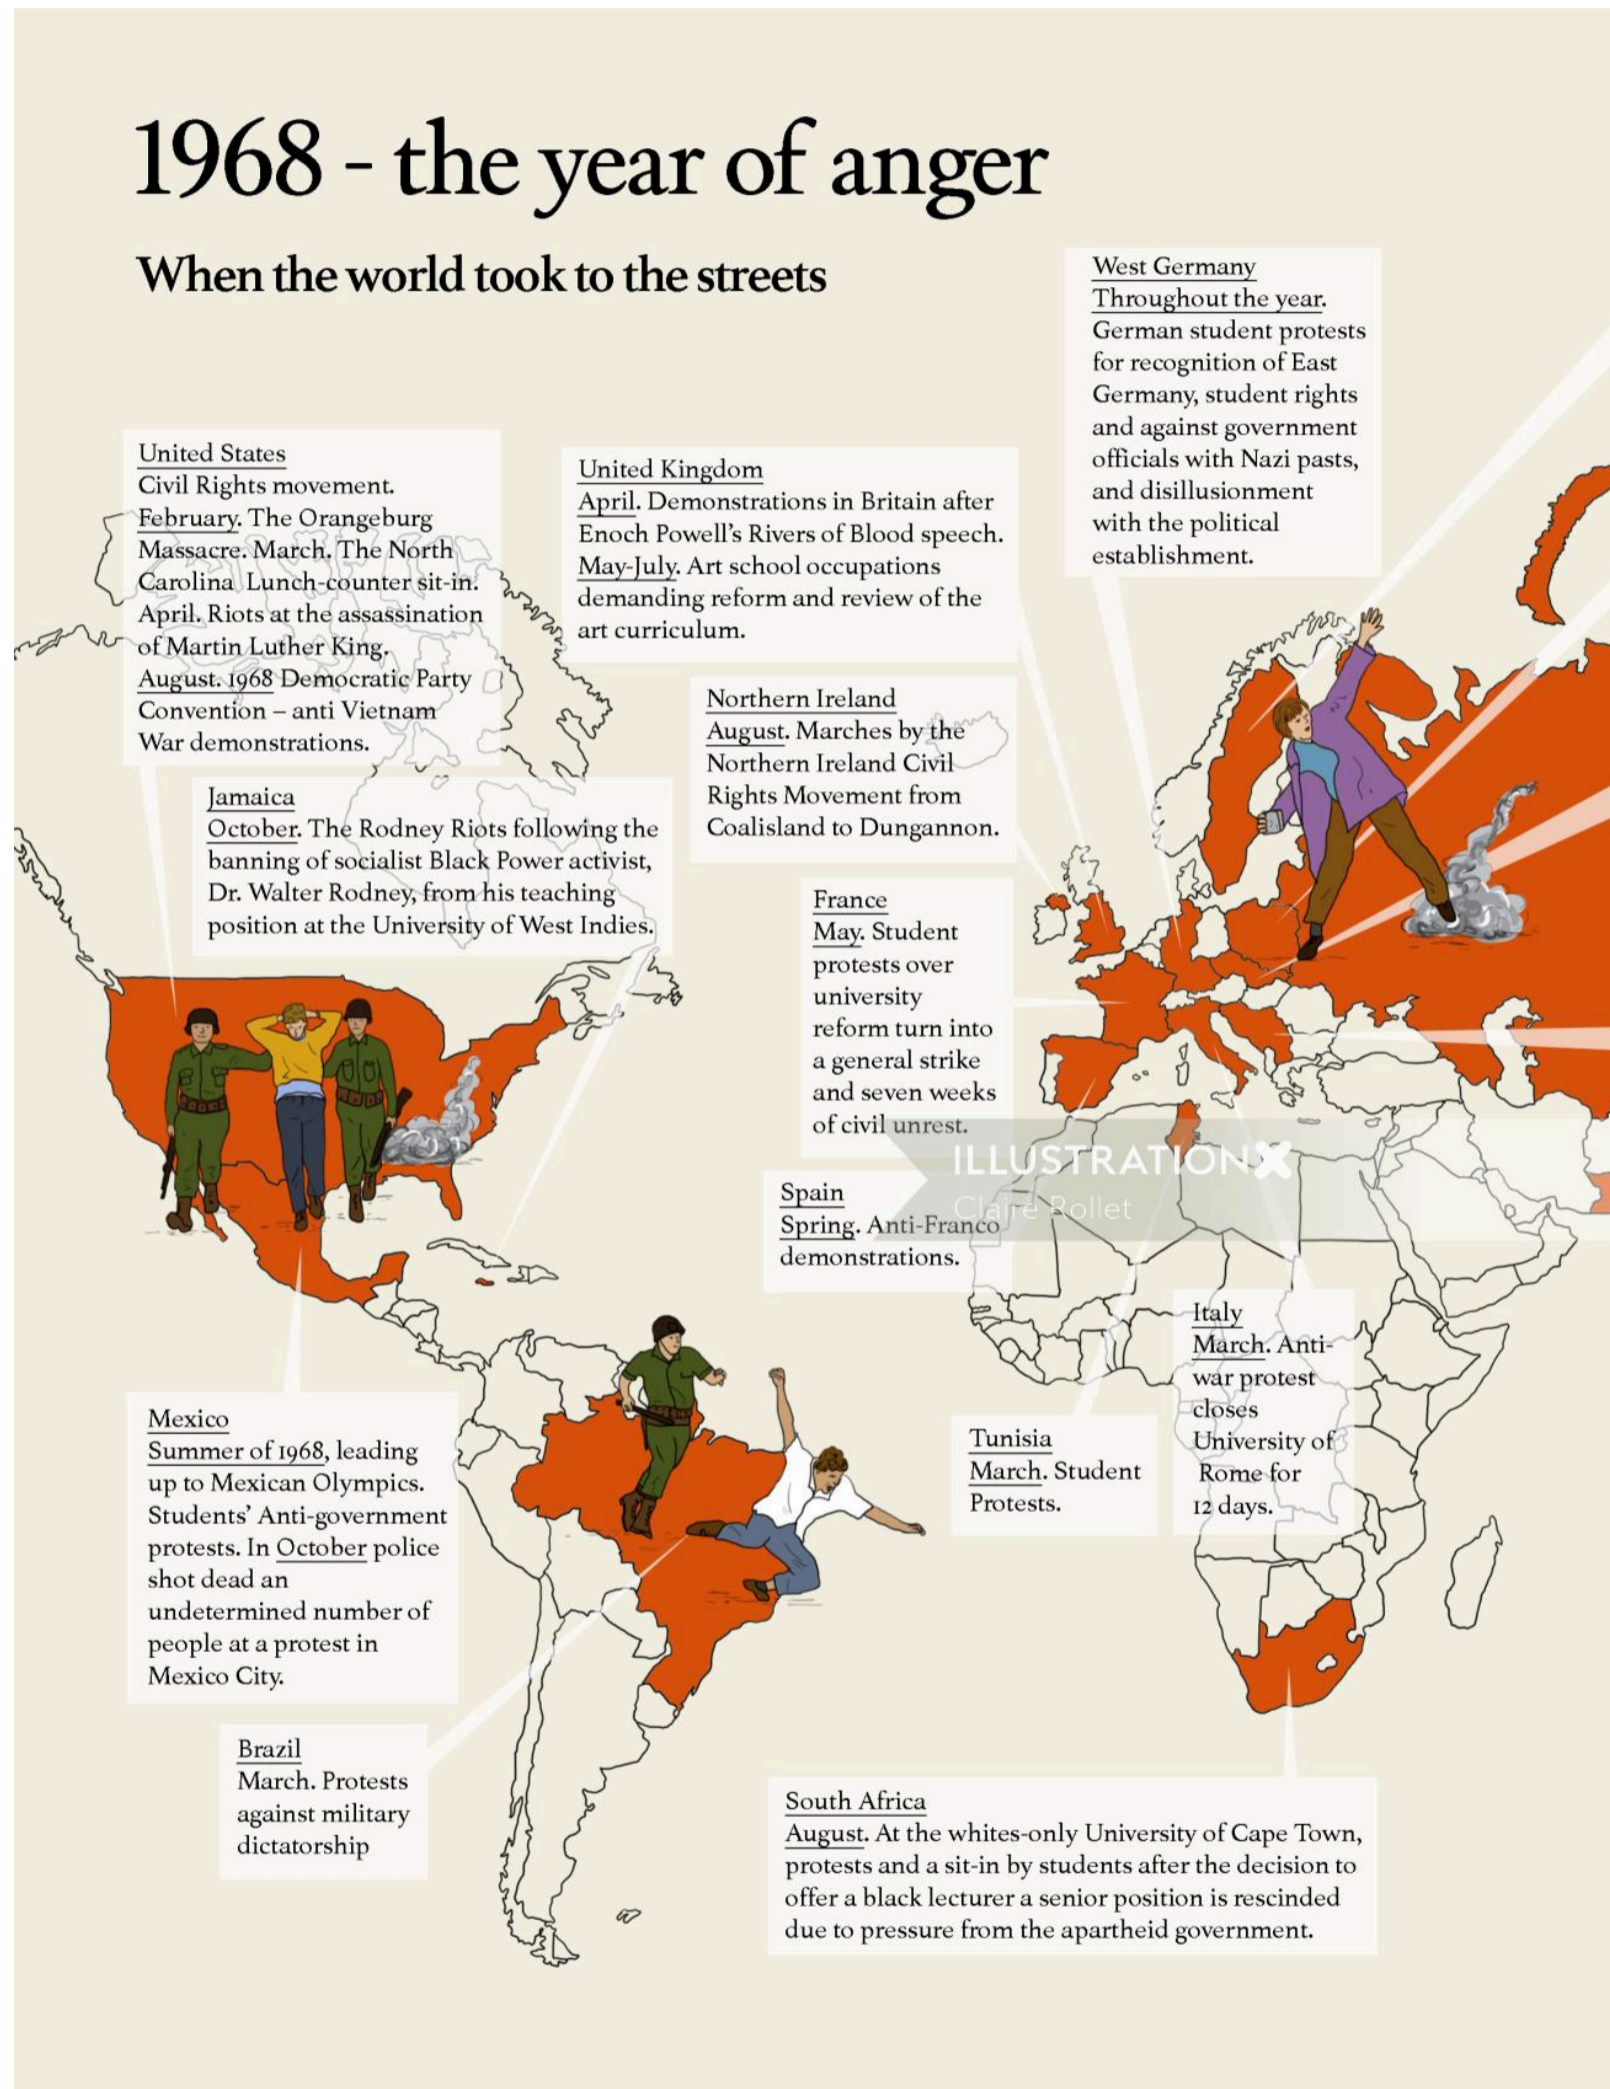 1968 - the year of anger
When the world took to the streets
West Germany
Throughout the year.
German student protests
for recognition of East
Germany, student rights
and against government
officials with Nazi pasts,
and disillusionment
with the political
establishment.
United States
Civil Rights movement.
February. The Orangeburg
Massacre. March. The North
Carolina Lunch-counter sit-in.
April. Riots at the assassination
of Martin Luther King.
August. 1968 Democratic Party
Convention – anti Vietnam
War demonstrations.
United Kingdom
April. Demonstrations in Britain after
Enoch Powell's Rivers of Blood speech.
May-July. Art school occupations
demanding reform and review of the
art curriculum.
Northern Ireland
August. Marches by the
Northern Ireland Civil
Rights Movement from
Coalisland to Dungannon.
Jamaica
October. The Rodney Riots following the
banning of socialist Black Power activist,
Dr. Walter Rodney, from his teaching
position at the University of West Indies.
France
May. Student
protests over
university
reform turn into
a general strike
and seven weeks
of civil unrest.
ILLUSTRATIONX
Claire Rollet
Spain
Spring. Anti-Franco
demonstrations.
Italy
March. Anti-
war protest
closes
University of
Rome for
12 days.
Mexico
Summer of 1968, leading
up to Mexican Olympics.
Students' Anti-government
protests. In October police
shot dead an
undetermined number of
people at a protest in
Mexico City.
Tunisia
March. Student
Protests.
Brazil
March. Protests
against military
dictatorship
South Africa
August. At the whites-only University of Cape Town,
protests and a sit-in by students after the decision to
offer a black lecturer a senior position is rescinded
due to pressure from the apartheid government.